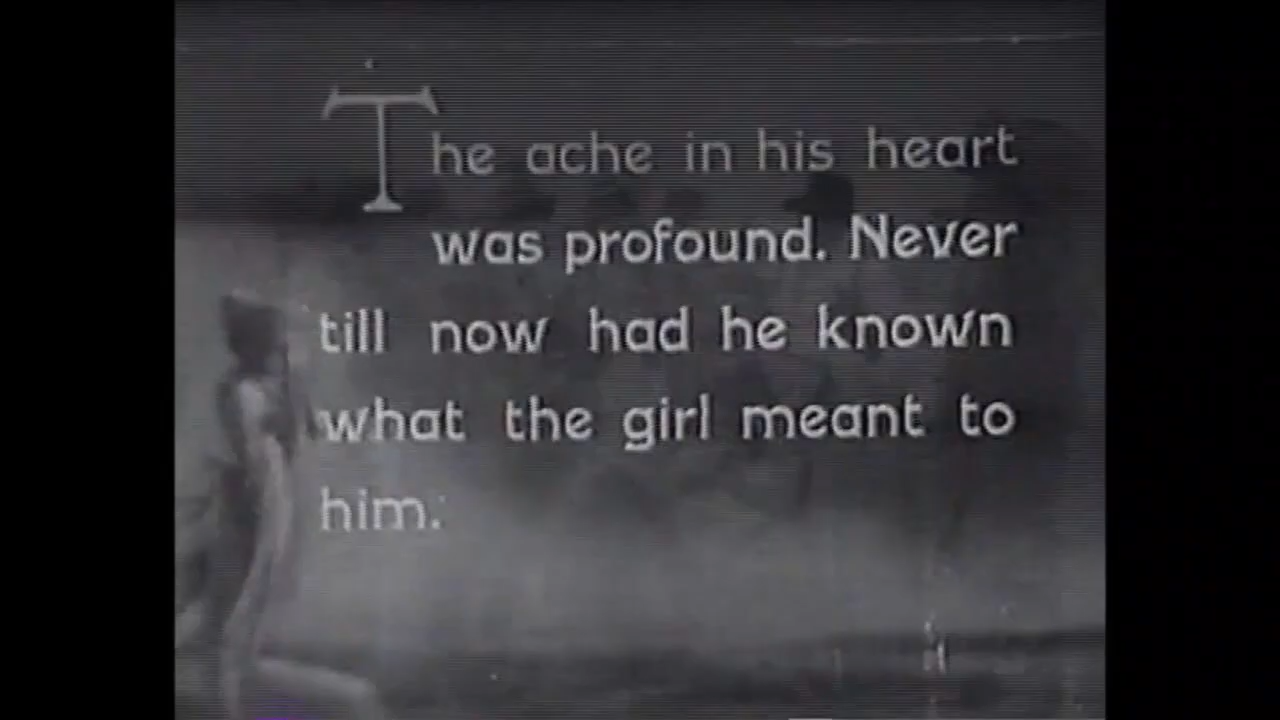 The ache in his heart
was profound. Never
till now had he known
what the girl meant to
him.